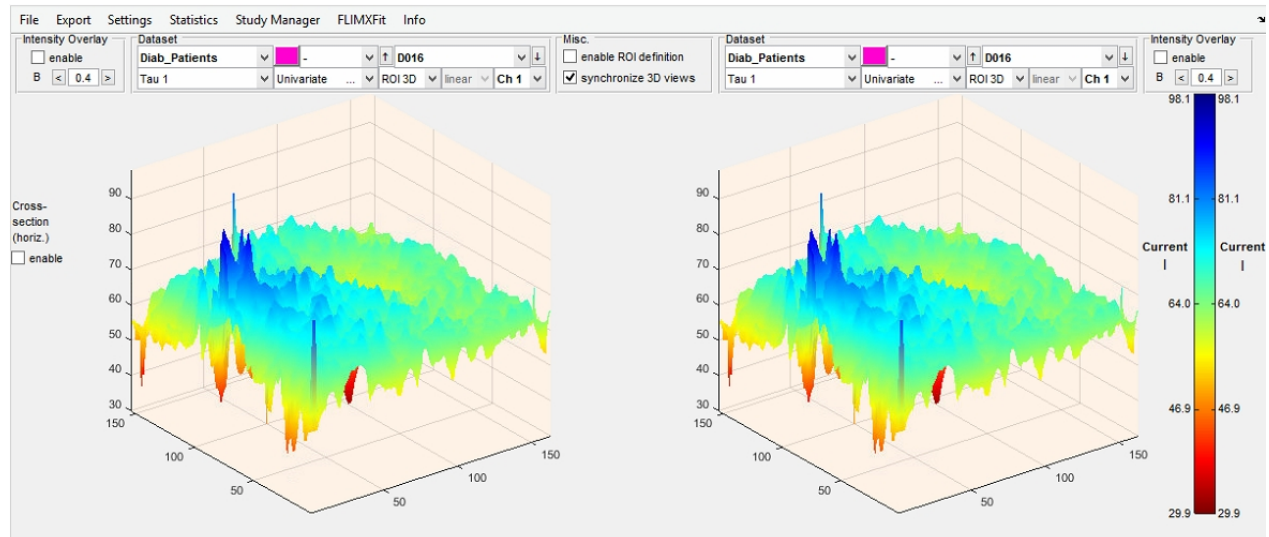 File Export Settings Statistics Study Manager FLIMXFit Info
Intensity Overlay Dataset Misc. Dataset Intensity Overlay
enable Diab_Patients - ↑ D016 ↓ enable ROI definition Diab_Patients - ↑ D016 ↓ enable
B < 0.4 > Tau 1 Univariate ... ROI 3D linear Ch 1 synchronize 3D views Tau 1 Univariate ... ROI 3D linear Ch 1 B < 0.4 >
98.1 98.1
90 90
81.1 81.1
Cross-
section
(horiz.)
enable
80 80
Current Current
70 70
60 60
64.0 64.0
50 50
40 40
46.9 46.9
30 30
150 150
100 100
50 50
50 100 150 50 100 150
29.9 29.9